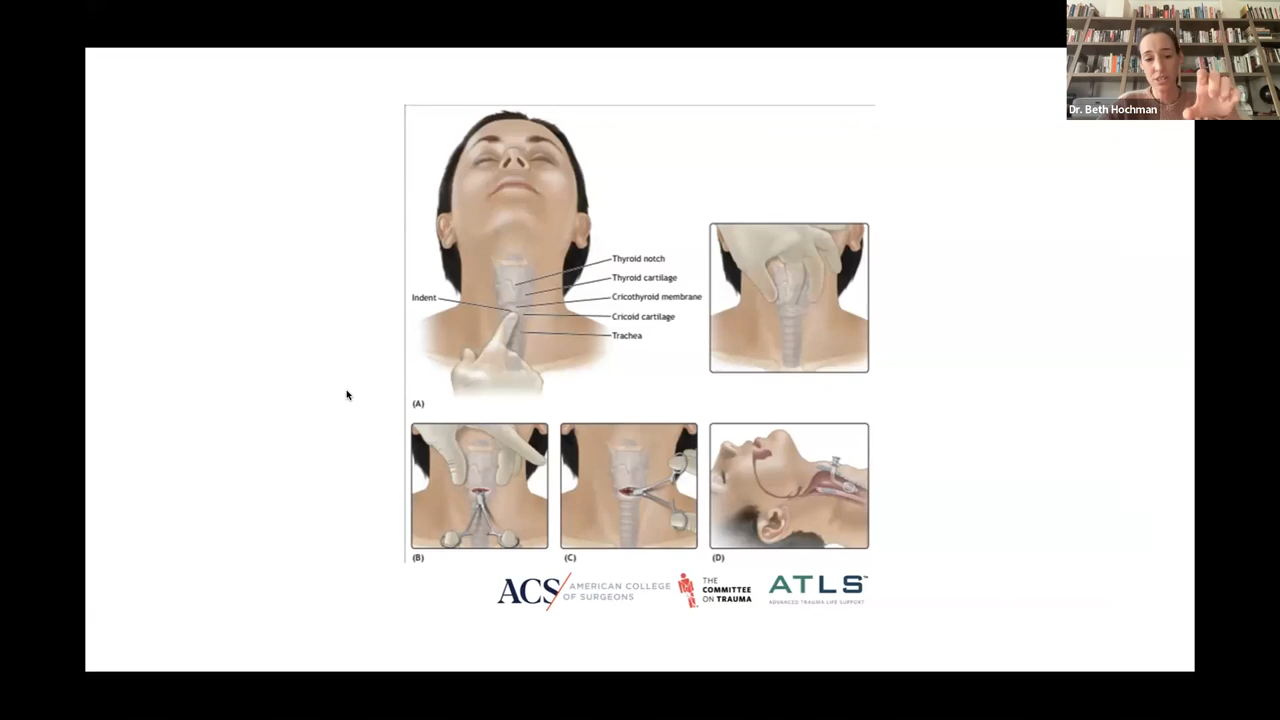 Dr. Beth Hochman
Thyroid notch
Thyroid cartilage
Indent
Cricothyroid membrane
Cricoid cartilage
Trachea
(A)
(B)
(C)
(D)
ACS AMERICAN COLLEGE
OF SURGEONS
THE
COMMITTEE
ON TRAUMA
ATLS™
ADVANCED TRAUMA LIFE SUPPORT